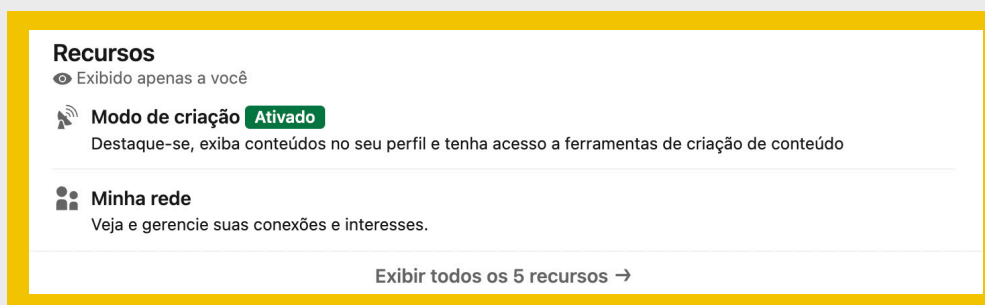 Recursos
Exibido apenas a você
Modo de criação Ativado
Destaque-se, exiba conteúdos no seu perfil e tenha acesso a ferramentas de criação de conteúdo
Minha rede
Veja e gerencie suas conexões e interesses.
Exibir todos os 5 recursos →